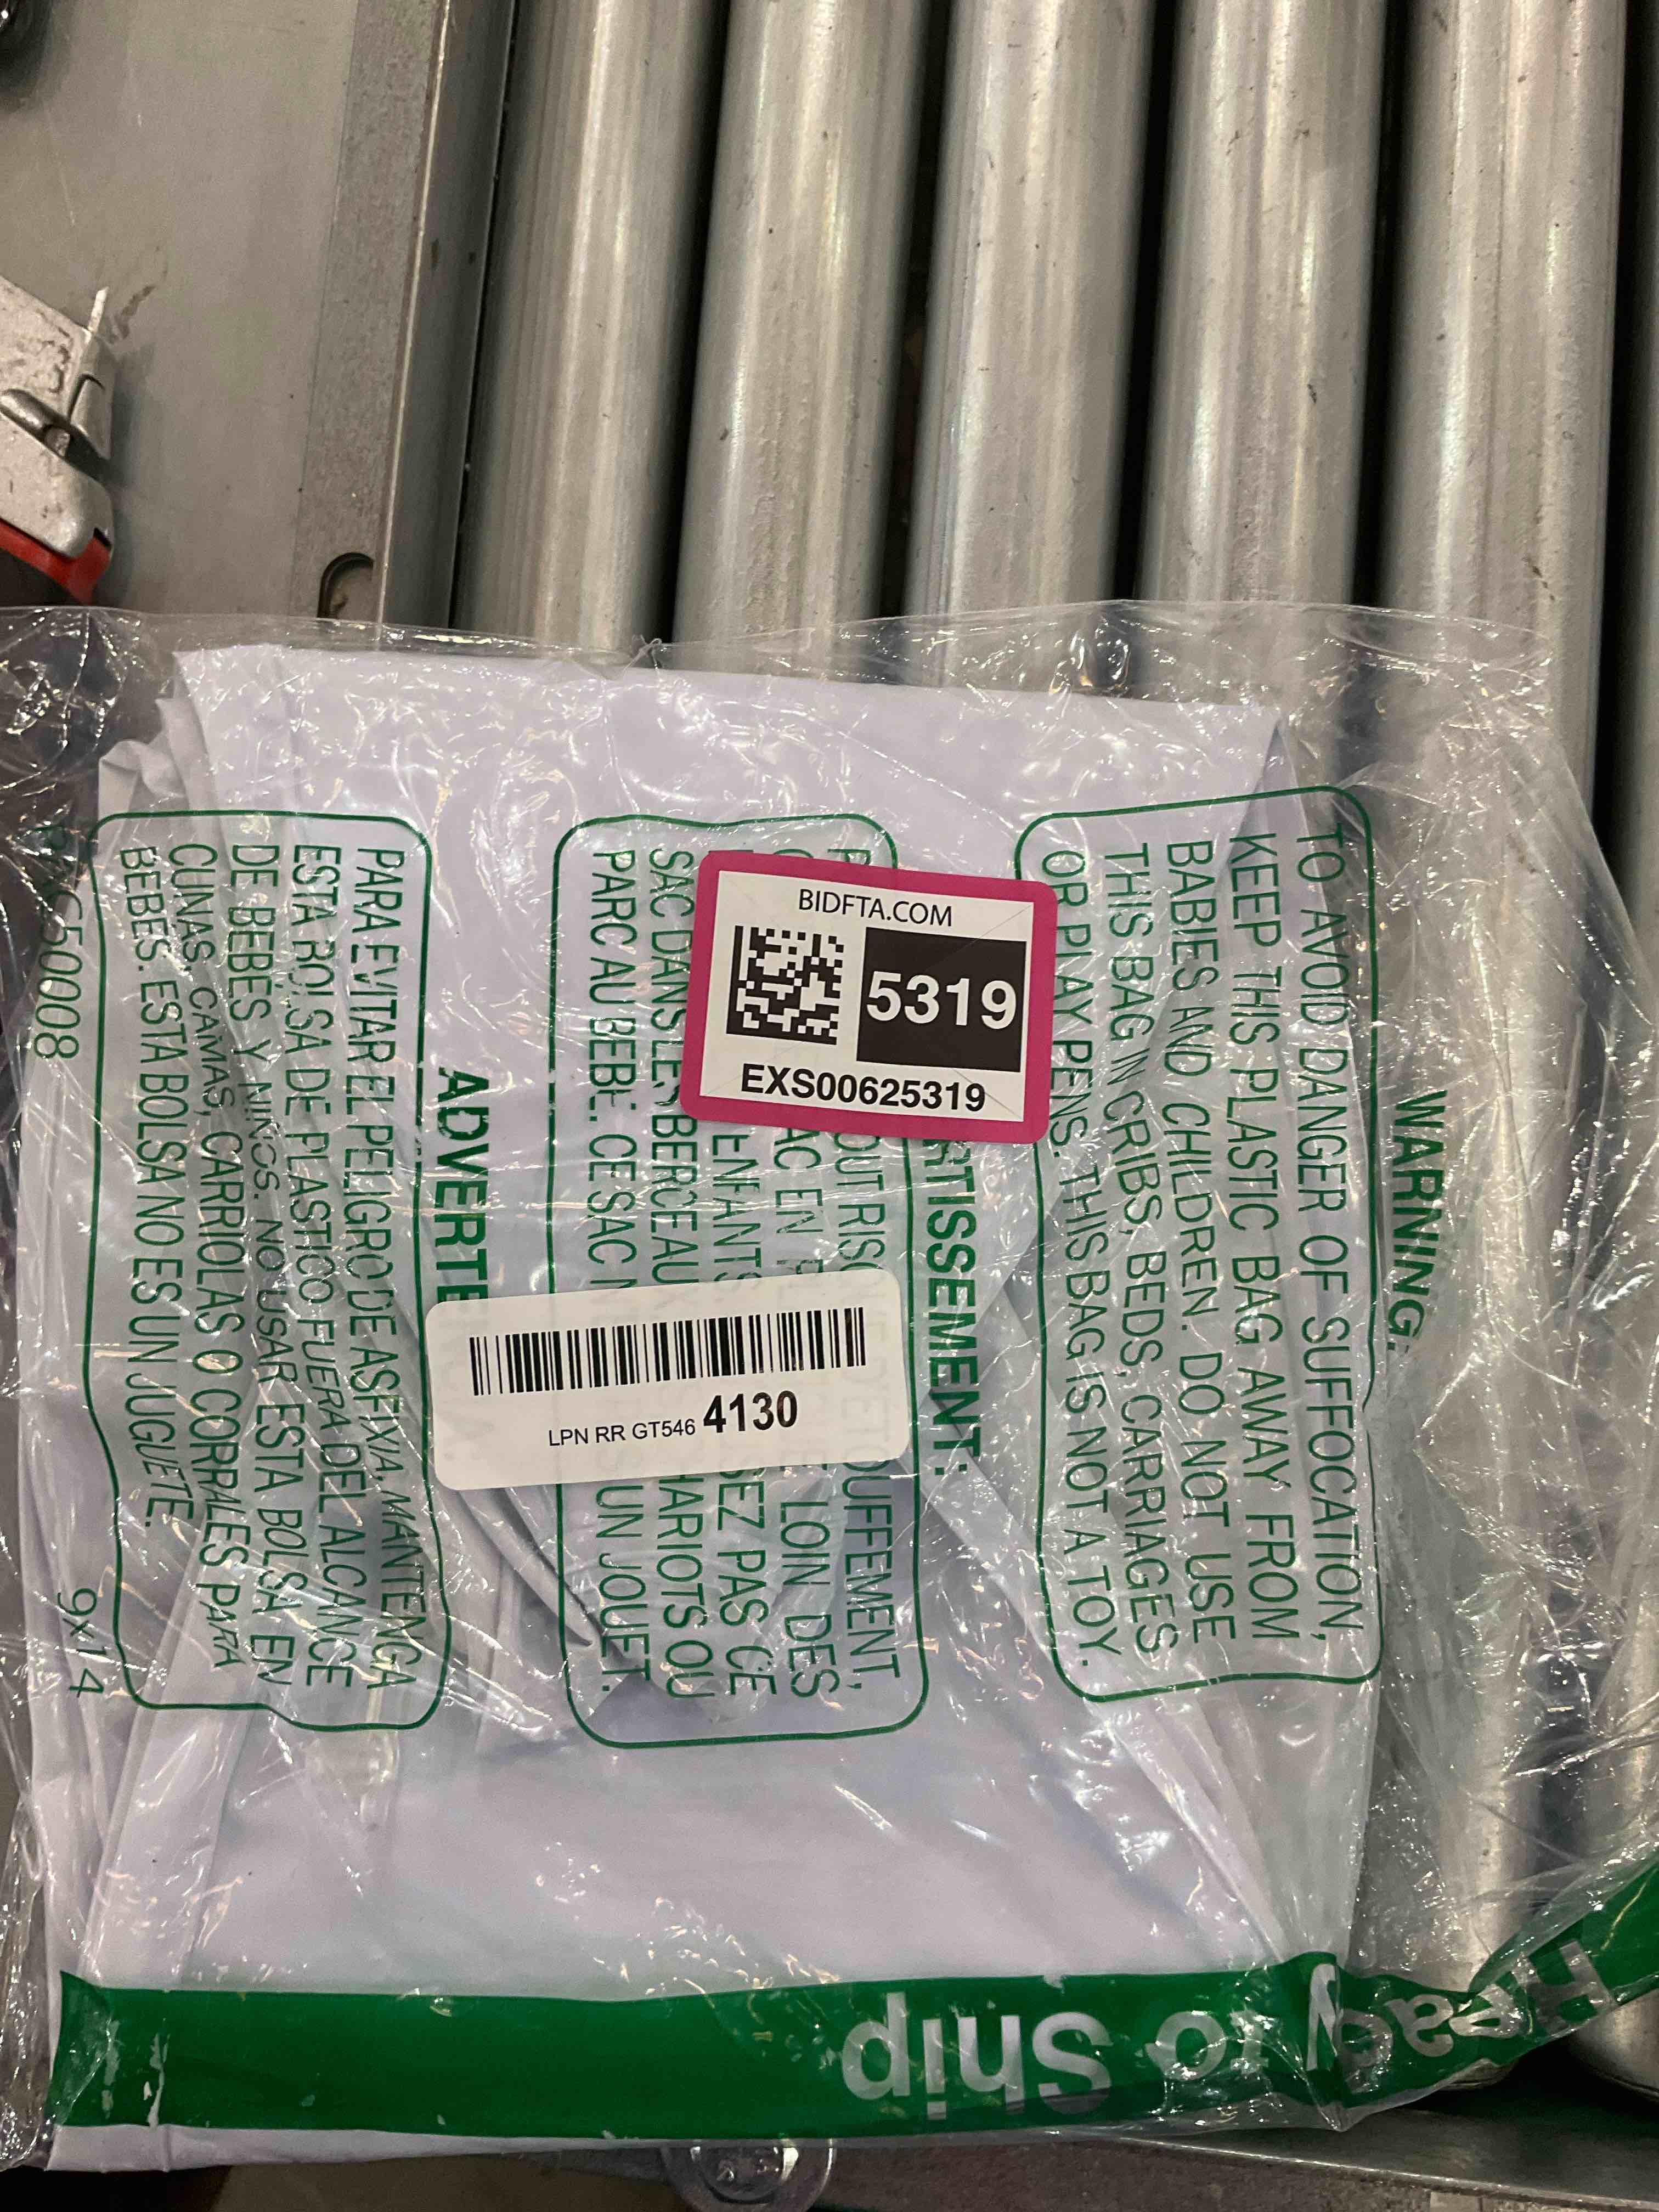 BIDFTA.COM
5319
EXS00625319
LPN RR GT546 4130
WARNING:
TO AVOID DANGER OF SUFFOCATION,
KEEP THIS PLASTIC BAG AWAY FROM
BABIES AND CHILDREN. DO NOT USE
THIS BAG IN CRIBS, BEDS, CARRIAGES
OR PLAY PENS. THIS BAG IS NOT A TOY.
LOIN DES
ENFANTS
SEZ PAS CE
SAC DANS LES BERCEAUX
HARIOTS OU
PARC AU BEBE. CE SAC
UN JOUET.
PARA EVITAR EL PELIGRO DE ASFIXIA, MANTENGA
ESTA BOLSA DE PLASTICO FUERA DEL ALCANCE
DE BEBES Y NINOS. NO USAR ESTA BOLSA EN
CUNAS, CAMAS, CARRIOLAS O CORRALES PARA
BEBES. ESTA BOLSA NO ES UN JUGUETE.
9x14
Ready to Ship